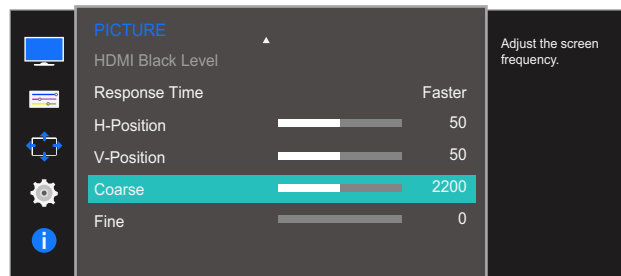 PICTURE
HDMI Black Level
Response Time Faster
H-Position 50
V-Position 50
Coarse 2200
Fine 0
Adjust the screen
frequency.
i